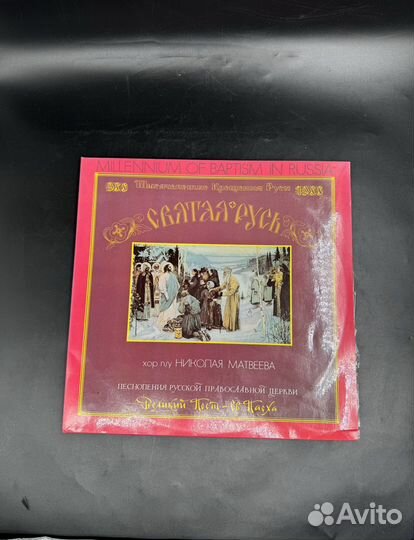 MILLENNIUM OF BAPTISM IN RUSSIA
988 Тысячелетие Крещения Руси 1988
СВЯТАЯ РУСЬ
хор п/у НИКОЛАЯ МАТВЕЕВА
ПЕСНОПЕНИЯ РУССКОЙ ПРАВОСЛАВНОЙ ЦЕРКВИ
Великий Пост – Св. Пасха
Avito